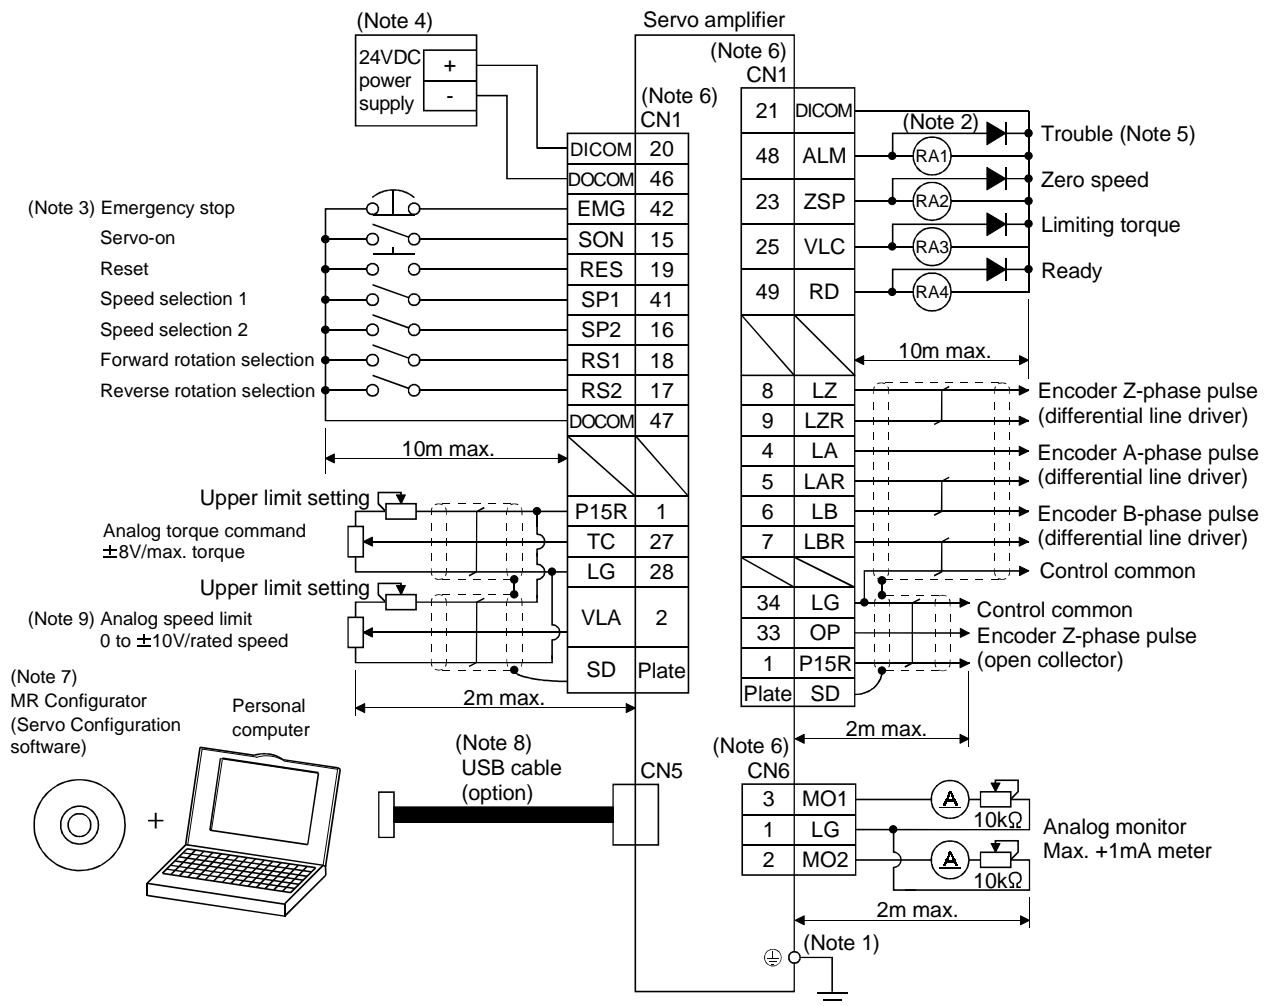 (Note 4)
Servo amplifier
24VDC
power
supply
+
-
(Note 6)
CN1
DICOM 20
DOCOM 46
(Note 3) Emergency stop EMG 42
Servo-on SON 15
Reset RES 19
Speed selection 1 SP1 41
Speed selection 2 SP2 16
Forward rotation selection RS1 18
Reverse rotation selection RS2 17
DOCOM 47
10m max.
Upper limit setting
P15R 1
Analog torque command
±8V/max. torque
TC 27
LG 28
Upper limit setting
(Note 9) Analog speed limit
0 to ±10V/rated speed
VLA 2
SD Plate
2m max.
(Note 6)
CN1
21 DICOM
(Note 2)
48 ALM RA1 Trouble (Note 5)
23 ZSP RA2 Zero speed
25 VLC RA3 Limiting torque
49 RD RA4 Ready
10m max.
8 LZ Encoder Z-phase pulse
9 LZR (differential line driver)
4 LA Encoder A-phase pulse
5 LAR (differential line driver)
6 LB Encoder B-phase pulse
7 LBR (differential line driver)
Control common
34 LG Control common
33 OP Encoder Z-phase pulse
1 P15R (open collector)
Plate SD
2m max.
(Note 7)
MR Configurator
(Servo Configuration
software)
+
Personal
computer
(Note 8)
USB cable
(option)
CN5
(Note 6)
CN6
3 MO1 A 10kΩ
1 LG
2 MO2 A 10kΩ
Analog monitor
Max. +1mA meter
2m max.
(Note 1)